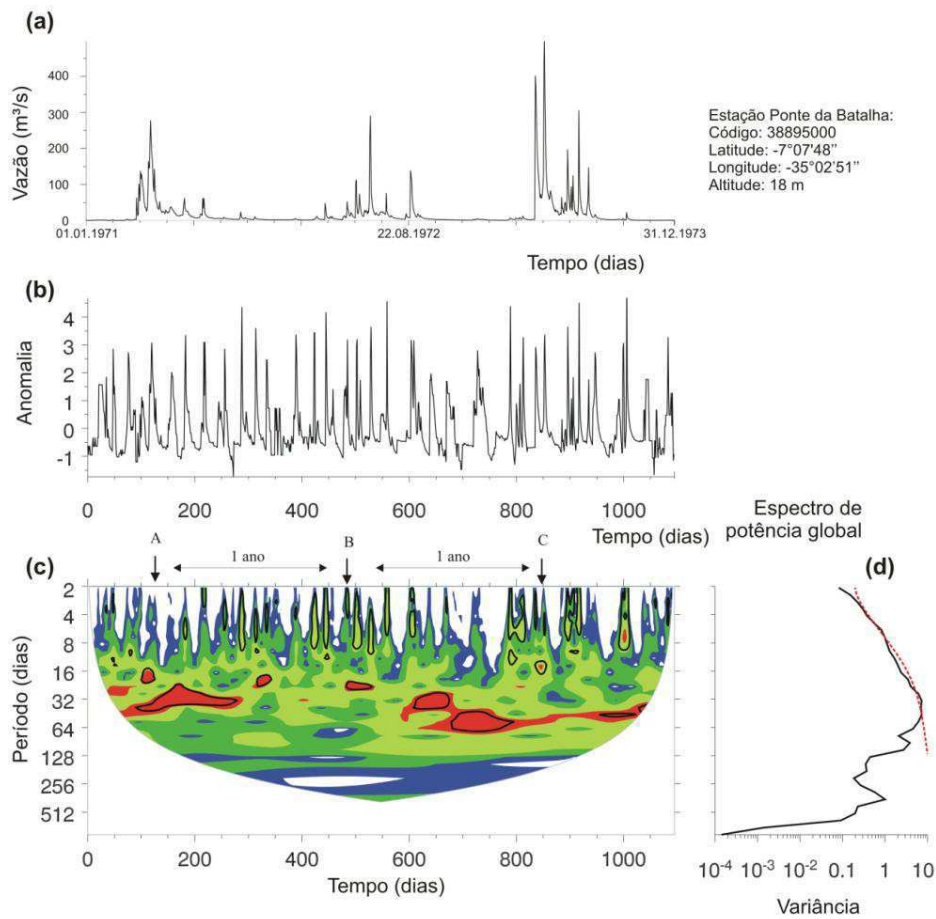 (a)
Vazão (m³/s)
400
300
200
100
0
01.01.1971
22.08.1972
31.12.1973
Tempo (dias)
Estação Ponte da Batalha:
Código: 38895000
Latitude: -7°07'48''
Longitude: -35°02'51''
Altitude: 18 m
(b)
Anomalia
4
3
2
1
0
-1
0 200 400 600 800 1000
Tempo (dias)
Espectro de
potência global
A B C
1 ano 1 ano
(c)
(d)
Período (dias)
2
4
8
16
32
64
128
256
512
0 200 400 600 800 1000
Tempo (dias)
10⁻⁴ 10⁻³ 10⁻² 0.1 1 10
Variância